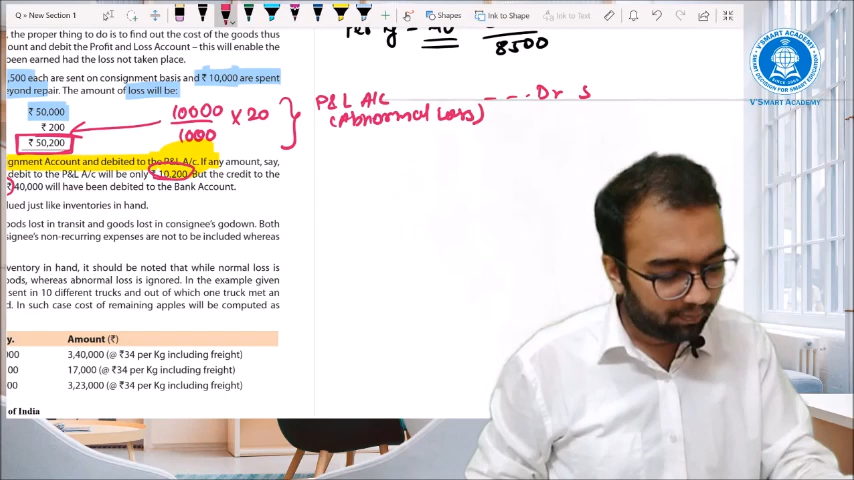 Q » New Section 1
Shapes
Ink to Shape
, the proper thing to do is to find out the cost of the goods thus
ount and debit the Profit and Loss Account – this will enable the
been earned had the loss not taken place.
,500 each are sent on consignment basis and ₹ 10,000 are spent
eyond repair. The amount of loss will be:
₹ 50,000
₹ 200
₹ 50,200
gnment Account and debited to the P&L A/c. If any amount, say,
debit to the P&L A/c will be only ₹ 10,200. But the credit to the
₹ 40,000 will have been debited to the Bank Account.
lued just like inventories in hand.
oods lost in transit and goods lost in consignee's godown. Both
signee's non-recurring expenses are not to be included whereas
ventory in hand, it should be noted that while normal loss is
oods, whereas abnormal loss is ignored. In the example given
sent in 10 different trucks and out of which one truck met an
d. In such case cost of remaining apples will be computed as
y. Amount (₹)
000 3,40,000 (@ ₹34 per Kg including freight)
00 17,000 (@ ₹34 per Kg including freight)
00 3,23,000 (@ ₹34 per Kg including freight)
of India
8500
10000
1000
× 20
P&L A/C - - - . Dr S
(Abnormal Loss)
V'SMART ACADEMY
V'SMART ACADEMY